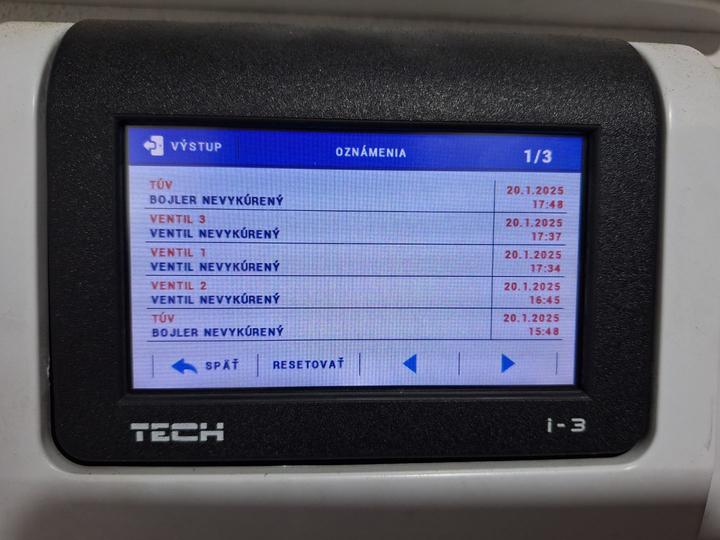 VÝSTUP OZNÁMENIA 1/3
TÚV 20.1.2025
BOJLER NEVYKÚRENÝ 17:48
VENTIL 3 20.1.2025
VENTIL NEVYKÚRENÝ 17:37
VENTIL 1 20.1.2025
VENTIL NEVYKÚRENÝ 17:34
VENTIL 2 20.1.2025
VENTIL NEVYKÚRENÝ 16:45
TÚV 20.1.2025
BOJLER NEVYKÚRENÝ 15:48
SPÄŤ RESETOVAŤ
TECH i-3